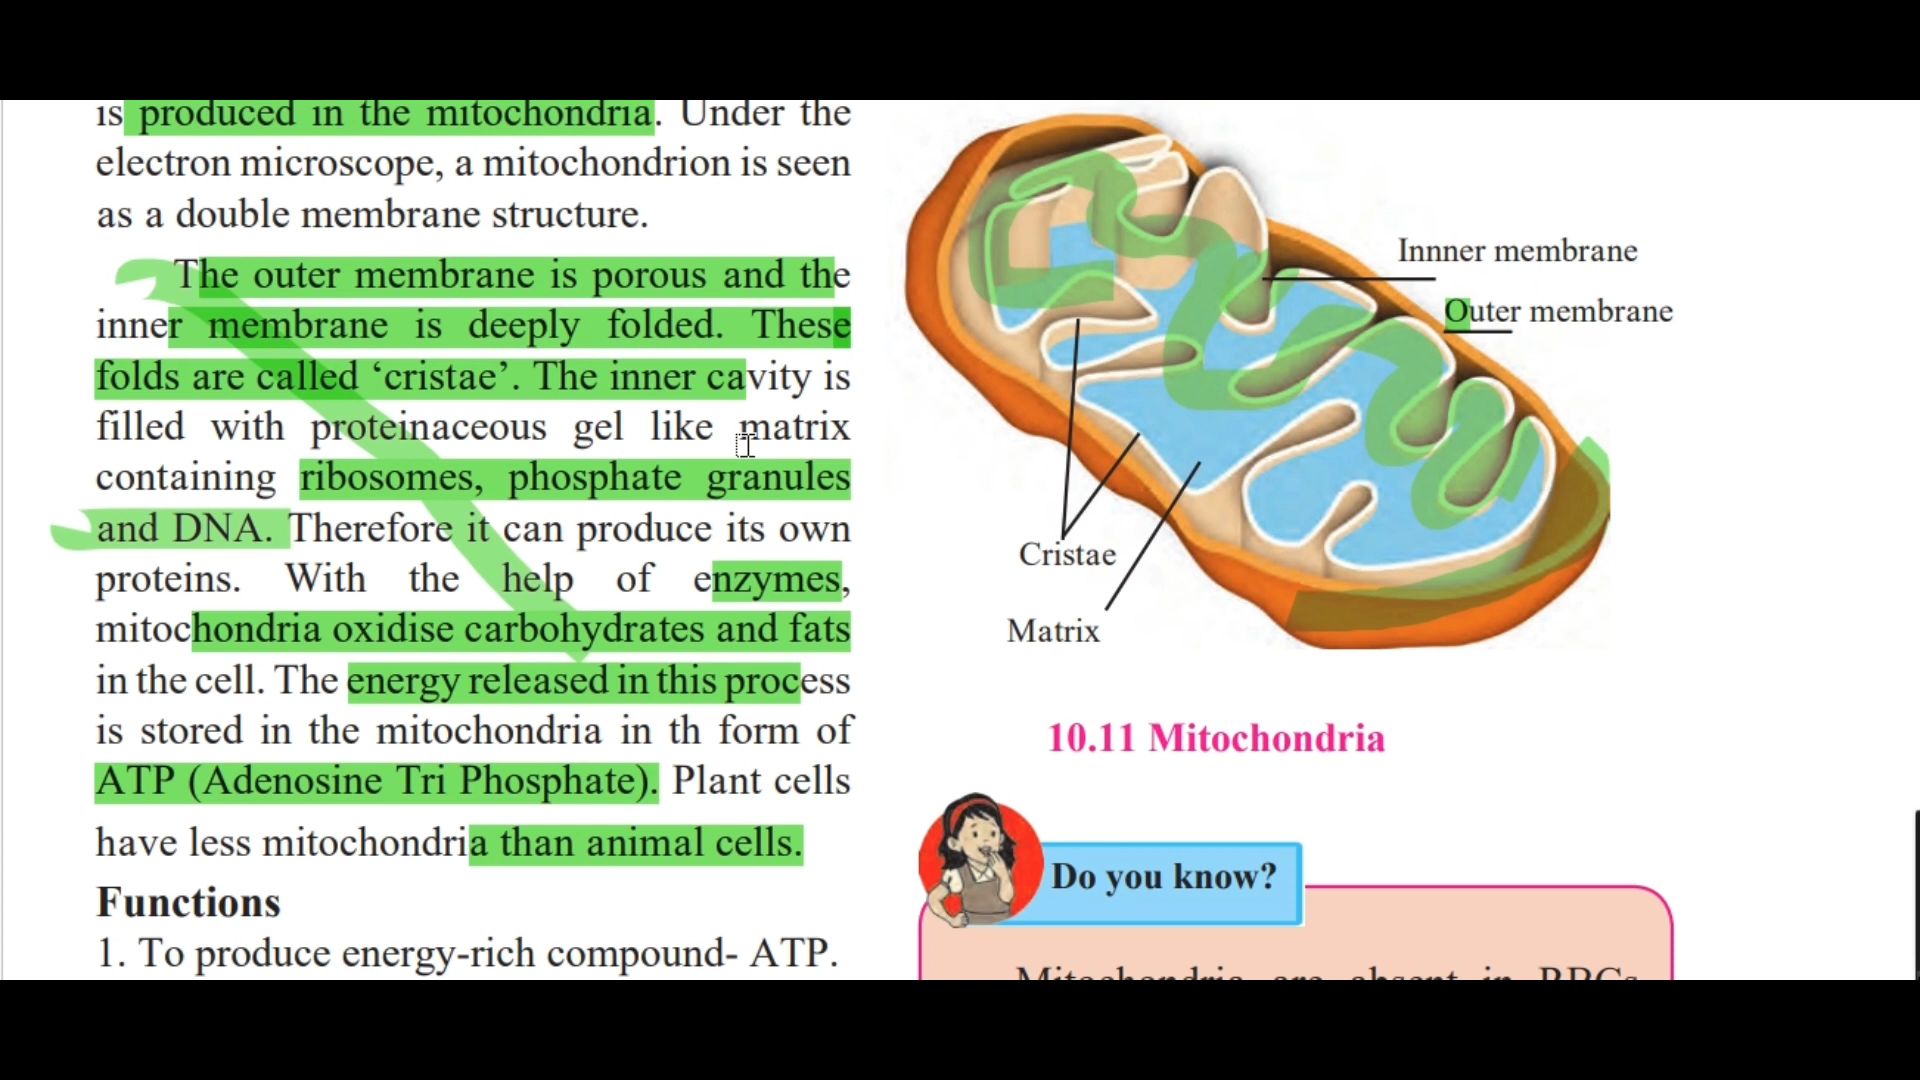 is produced in the mitochondria. Under the
electron microscope, a mitochondrion is seen
as a double membrane structure.
The outer membrane is porous and the
inner membrane is deeply folded. These
folds are called ‘cristae’. The inner cavity is
filled with proteinaceous gel like matrix
containing ribosomes, phosphate granules
and DNA. Therefore it can produce its own
proteins. With the help of enzymes,
mitochondria oxidise carbohydrates and fats
in the cell. The energy released in this process
is stored in the mitochondria in th form of
ATP (Adenosine Tri Phosphate). Plant cells
have less mitochondria than animal cells.
Functions
1. To produce energy-rich compound- ATP.
Innner membrane
Outer membrane
Cristae
Matrix
10.11 Mitochondria
Do you know?
Mitochondria are absent in RBCs